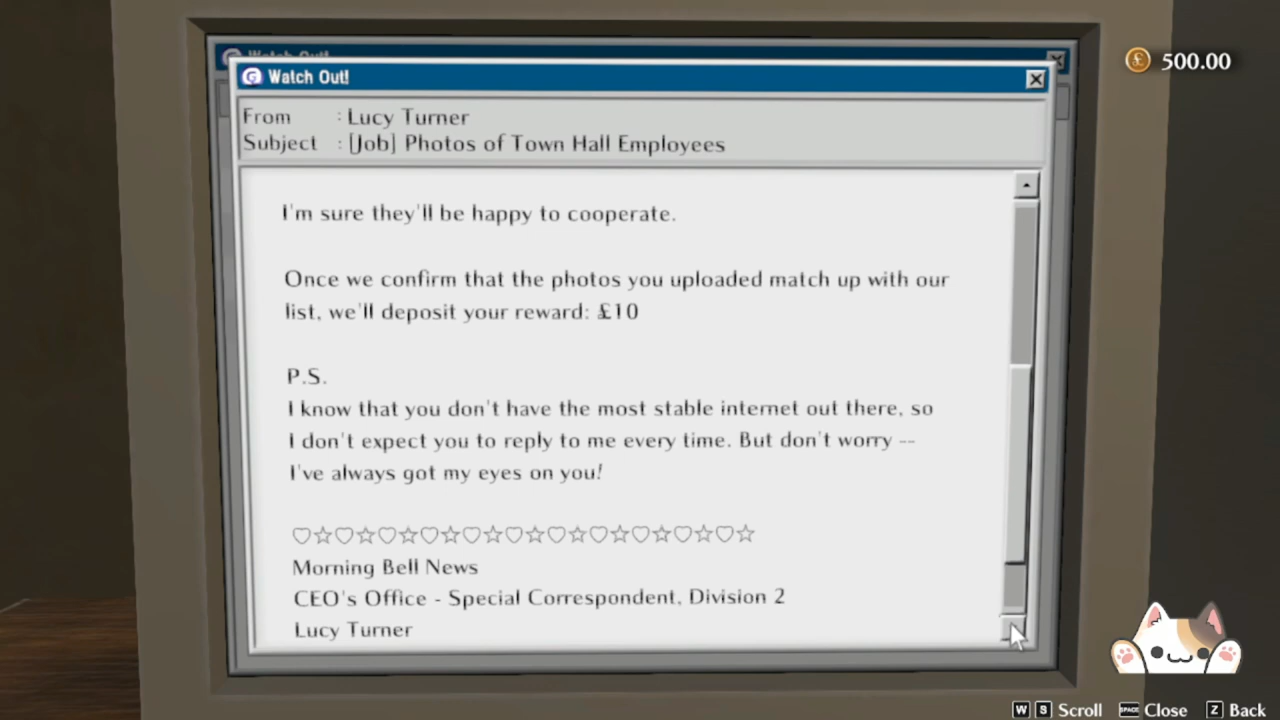 Watch Out!
500.00
Watch Out!
From : Lucy Turner
Subject : [Job] Photos of Town Hall Employees
I'm sure they'll be happy to cooperate.
Once we confirm that the photos you uploaded match up with our
list, we'll deposit your reward: £10
P.S.
I know that you don't have the most stable internet out there, so
I don't expect you to reply to me every time. But don't worry --
I've always got my eyes on you!
♡☆♡☆♡☆♡☆♡☆♡☆♡☆♡☆♡☆♡☆♡☆
Morning Bell News
CEO's Office - Special Correspondent, Division 2
Lucy Turner
W S Scroll SPACE Close Z Back